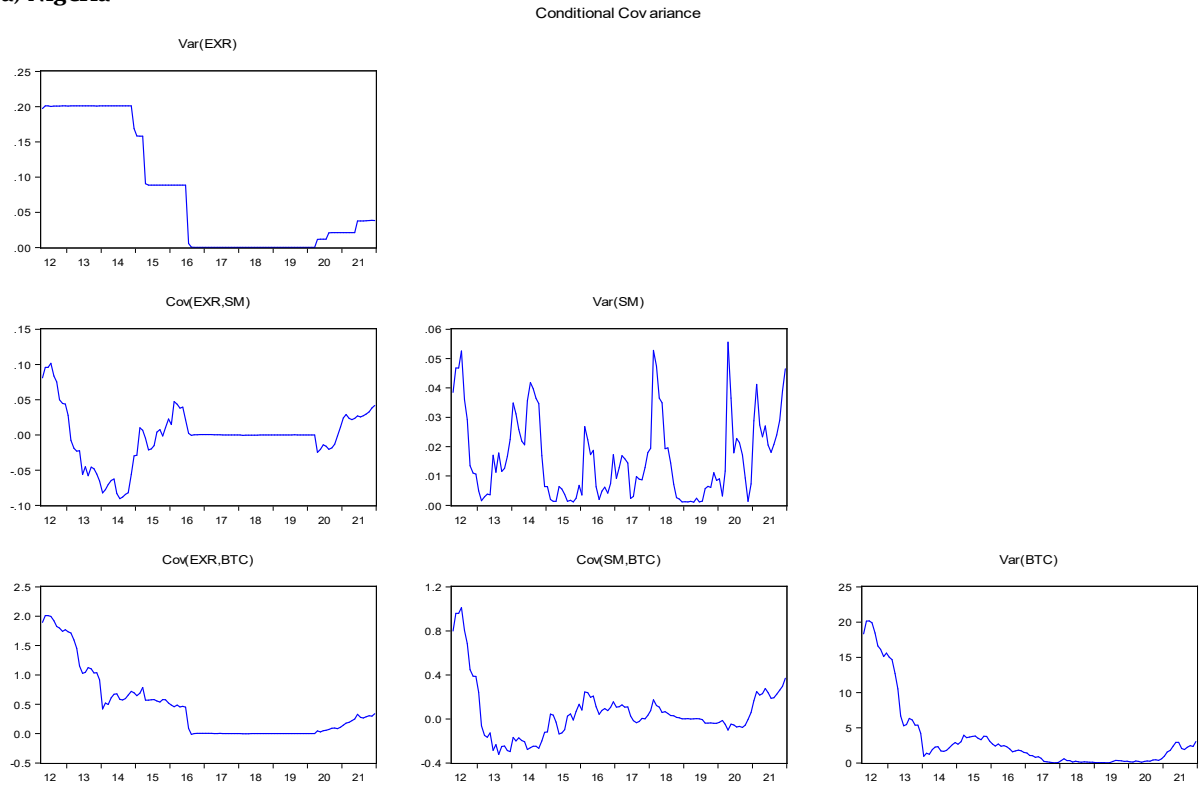 a) Nigeria
Conditional Covariance
Var(EXR)
.25
.20
.15
.10
.05
.00
12 13 14 15 16 17 18 19 20 21
Cov(EXR,SM)
.15
.10
.05
.00
-.05
-.10
12 13 14 15 16 17 18 19 20 21
Var(SM)
.06
.05
.04
.03
.02
.01
.00
12 13 14 15 16 17 18 19 20 21
Cov(EXR,BTC)
2.5
2.0
1.5
1.0
0.5
0.0
-0.5
12 13 14 15 16 17 18 19 20 21
Cov(SM,BTC)
1.2
0.8
0.4
0.0
-0.4
12 13 14 15 16 17 18 19 20 21
Var(BTC)
25
20
15
10
5
0
12 13 14 15 16 17 18 19 20 21